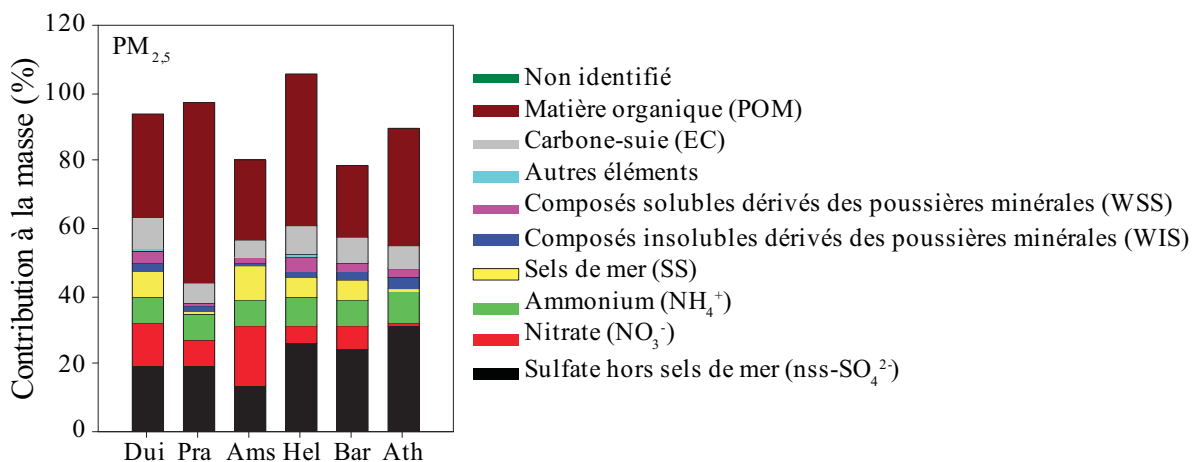 120
100
80
60
40
20
0
Contribution à la masse (%)
PM2,5
Dui Pra Ams Hel Bar Ath
Non identifié
Matière organique (POM)
Carbone-suie (EC)
Autres éléments
Composés solubles dérivés des poussières minérales (WSS)
Composés insolubles dérivés des poussières minérales (WIS)
Sels de mer (SS)
Ammonium (NH4+)
Nitrate (NO3-)
Sulfate hors sels de mer (nss-SO42-)